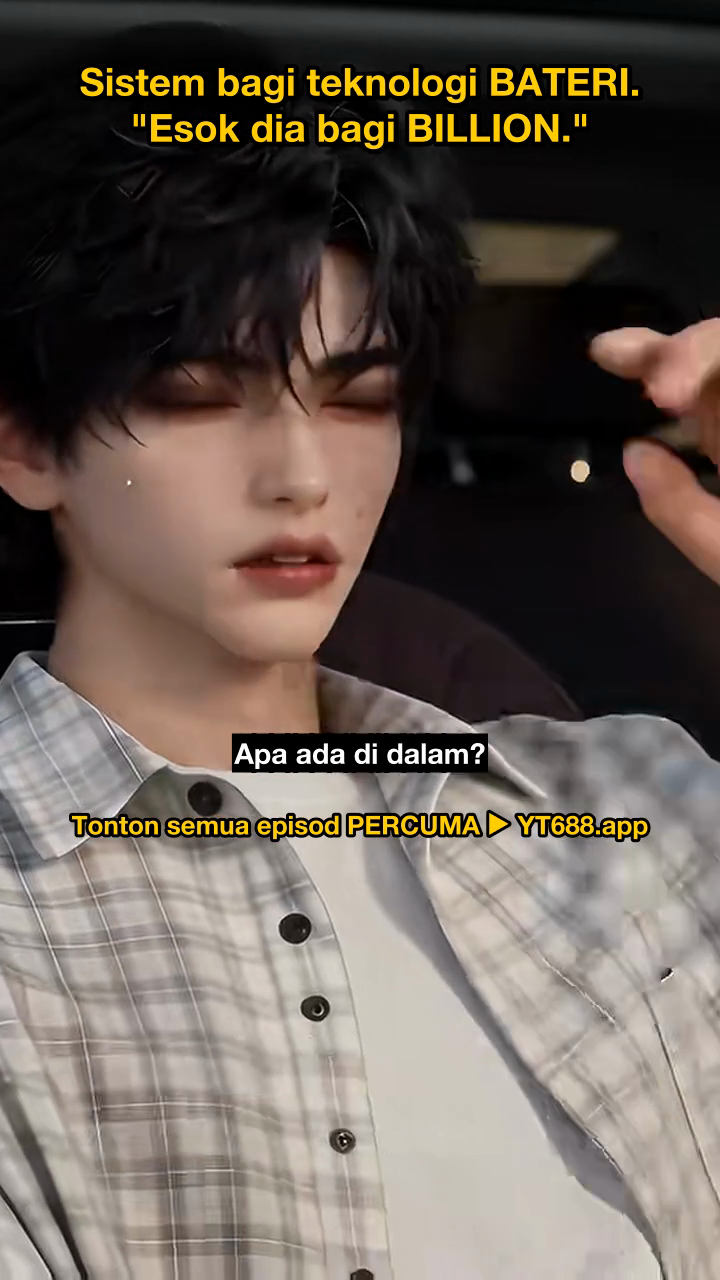 Sistem bagi teknologi BATERI.
"Esok dia bagi BILLION."
Apa ada di dalam?
Tonton semua episod PERCUMA ▶ YT688.app